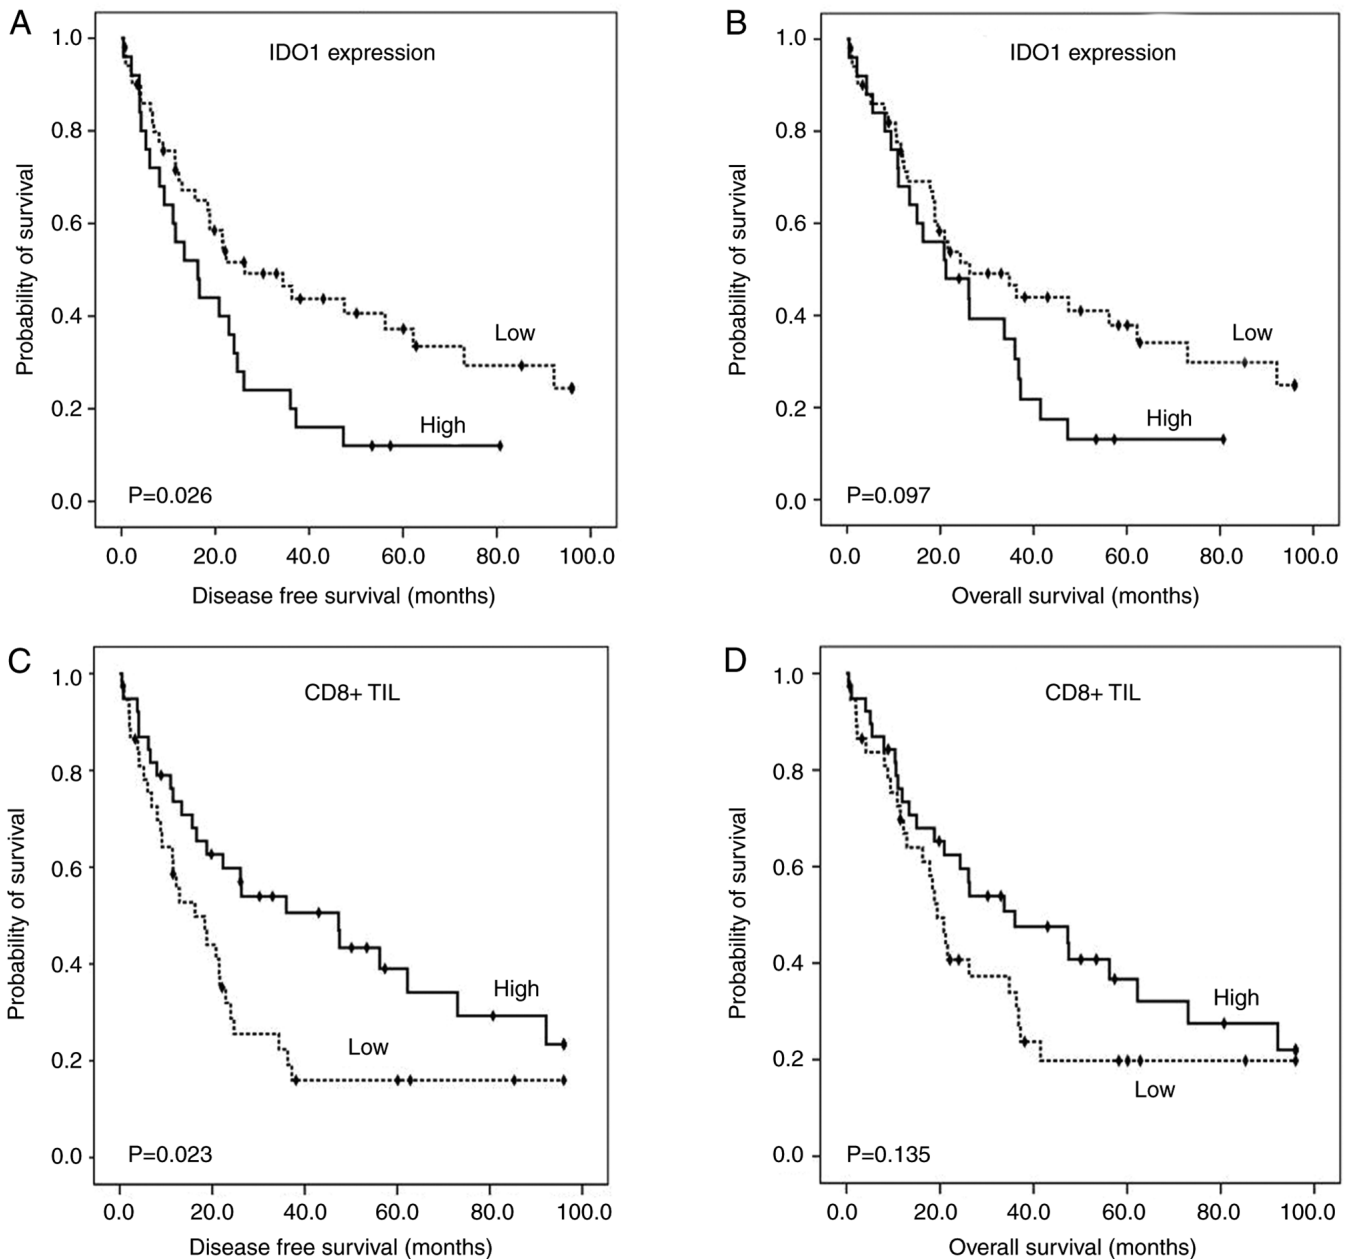 A
IDO1 expression
Probability of survival
1.0
0.8
0.6
0.4
0.2
0.0
Low
High
P=0.026
0.0 20.0 40.0 60.0 80.0 100.0
Disease free survival (months)
B
IDO1 expression
Probability of survival
1.0
0.8
0.6
0.4
0.2
0.0
Low
High
P=0.097
0.0 20.0 40.0 60.0 80.0 100.0
Overall survival (months)
C
CD8+ TIL
Probability of survival
1.0
0.8
0.6
0.4
0.2
0.0
High
Low
P=0.023
0.0 20.0 40.0 60.0 80.0 100.0
Disease free survival (months)
D
CD8+ TIL
Probability of survival
1.0
0.8
0.6
0.4
0.2
0.0
High
Low
P=0.135
0.0 20.0 40.0 60.0 80.0 100.0
Overall survival (months)